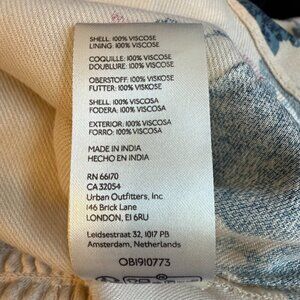 SHELL: 100% VISCOSE
LINING: 100% VISCOSE
COQUILLE: 100% VISCOSE
DOUBLURE: 100% VISCOSE
OBERSTOFF: 100% VISKOSE
FUTTER: 100% VISKOSE
SHELL: 100% VISCOSA
FODERA: 100% VISCOSA
EXTERIOR: 100% VISCOSA
FORRO: 100% VISCOSA
MADE IN INDIA
HECHO EN INDIA
RN 66170
CA 32054
Urban Outfitters, Inc
146 Brick Lane
LONDON, E1 6RU
Leidsestraat 32, 1017 PB
Amsterdam, Netherlands
OB1910773